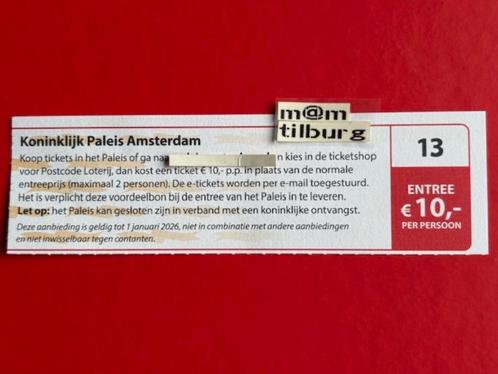 m@m
tilburg
Koninklijk Paleis Amsterdam
Koop tickets in het Paleis of ga naar en kies in de ticketshop
voor Postcode Loterij, dan kost een ticket € 10,- p.p. in plaats van de normale
entreeprijs (maximaal 2 personen). De e-tickets worden per e-mail toegestuurd.
Het is verplicht deze voordeelbon bij de entree van het Paleis in te leveren.
Let op: het Paleis kan gesloten zijn in verband met een koninklijke ontvangst.
Deze aanbieding is geldig tot 1 januari 2026, niet in combinatie met andere aanbiedingen
en niet inwisselbaar tegen contanten.
13
ENTREE
€ 10,-
PER PERSOON